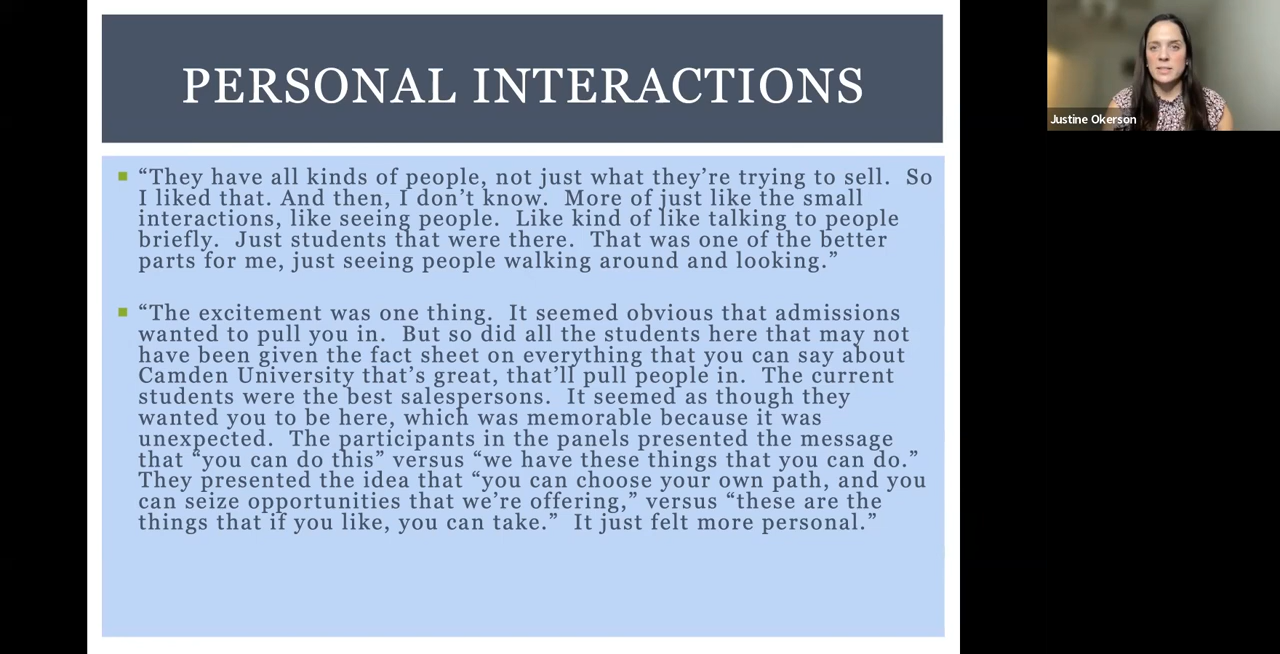 PERSONAL INTERACTIONS
“They have all kinds of people, not just what they’re trying to sell.  So
I liked that. And then, I don’t know.  More of just like the small
interactions, like seeing people.  Like kind of like talking to people
briefly.  Just students that were there.  That was one of the better
parts for me, just seeing people walking around and looking.”
“The excitement was one thing.  It seemed obvious that admissions
wanted to pull you in.  But so did all the students here that may not
have been given the fact sheet on everything that you can say about
Camden University that’s great, that’ll pull people in.  The current
students were the best salespersons.  It seemed as though they
wanted you to be here, which was memorable because it was
unexpected.  The participants in the panels presented the message
that “you can do this” versus “we have these things that you can do.”
They presented the idea that “you can choose your own path, and you
can seize opportunities that we’re offering,” versus “these are the
things that if you like, you can take.”  It just felt more personal.”
Justine Okerson